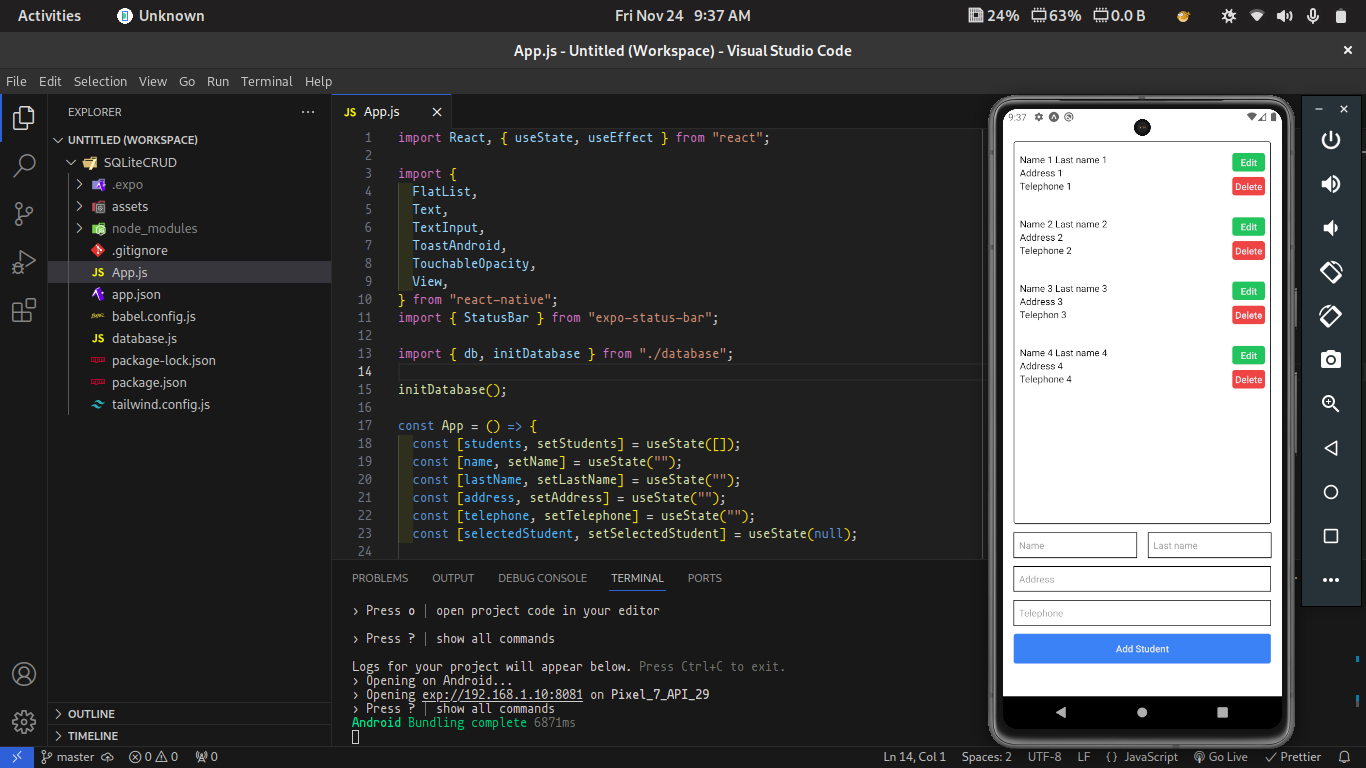 Activities Unknown Fri Nov 24 9:37 AM 24% 63% 0.0 B
App.js - Untitled (Workspace) - Visual Studio Code
File Edit Selection View Go Run Terminal Help
EXPLORER
UNTITLED (WORKSPACE)
SQLiteCRUD
.expo
assets
node_modules
.gitignore
JS App.js
app.json
babel.config.js
JS database.js
package-lock.json
package.json
tailwind.config.js
OUTLINE
TIMELINE
JS App.js
1 import React, { useState, useEffect } from "react";
2
3 import {
4 FlatList,
5 Text,
6 TextInput,
7 ToastAndroid,
8 TouchableOpacity,
9 View,
10 } from "react-native";
11 import { StatusBar } from "expo-status-bar";
12
13 import { db, initDatabase } from "./database";
14
15 initDatabase();
16
17 const App = () => {
18 const [students, setStudents] = useState([]);
19 const [name, setName] = useState("");
20 const [lastName, setLastName] = useState("");
21 const [address, setAddress] = useState("");
22 const [telephone, setTelephone] = useState("");
23 const [selectedStudent, setSelectedStudent] = useState(null);
24
PROBLEMS OUTPUT DEBUG CONSOLE TERMINAL PORTS
› Press o | open project code in your editor
› Press ? | show all commands
Logs for your project will appear below. Press Ctrl+C to exit.
› Opening on Android...
› Opening exp://192.168.1.10:8081 on Pixel_7_API_29
› Press ? | show all commands
Android Bundling complete 6871ms
9:37
Name 1 Last name 1
Address 1
Telephone 1
Edit
Delete
Name 2 Last name 2
Address 2
Telephone 2
Edit
Delete
Name 3 Last name 3
Address 3
Telephon 3
Edit
Delete
Name 4 Last name 4
Address 4
Telephone 4
Edit
Delete
Name Last name
Address
Telephone
Add Student
master 0 0 0 Ln 14, Col 1 Spaces: 2 UTF-8 LF { } JavaScript Go Live Prettier